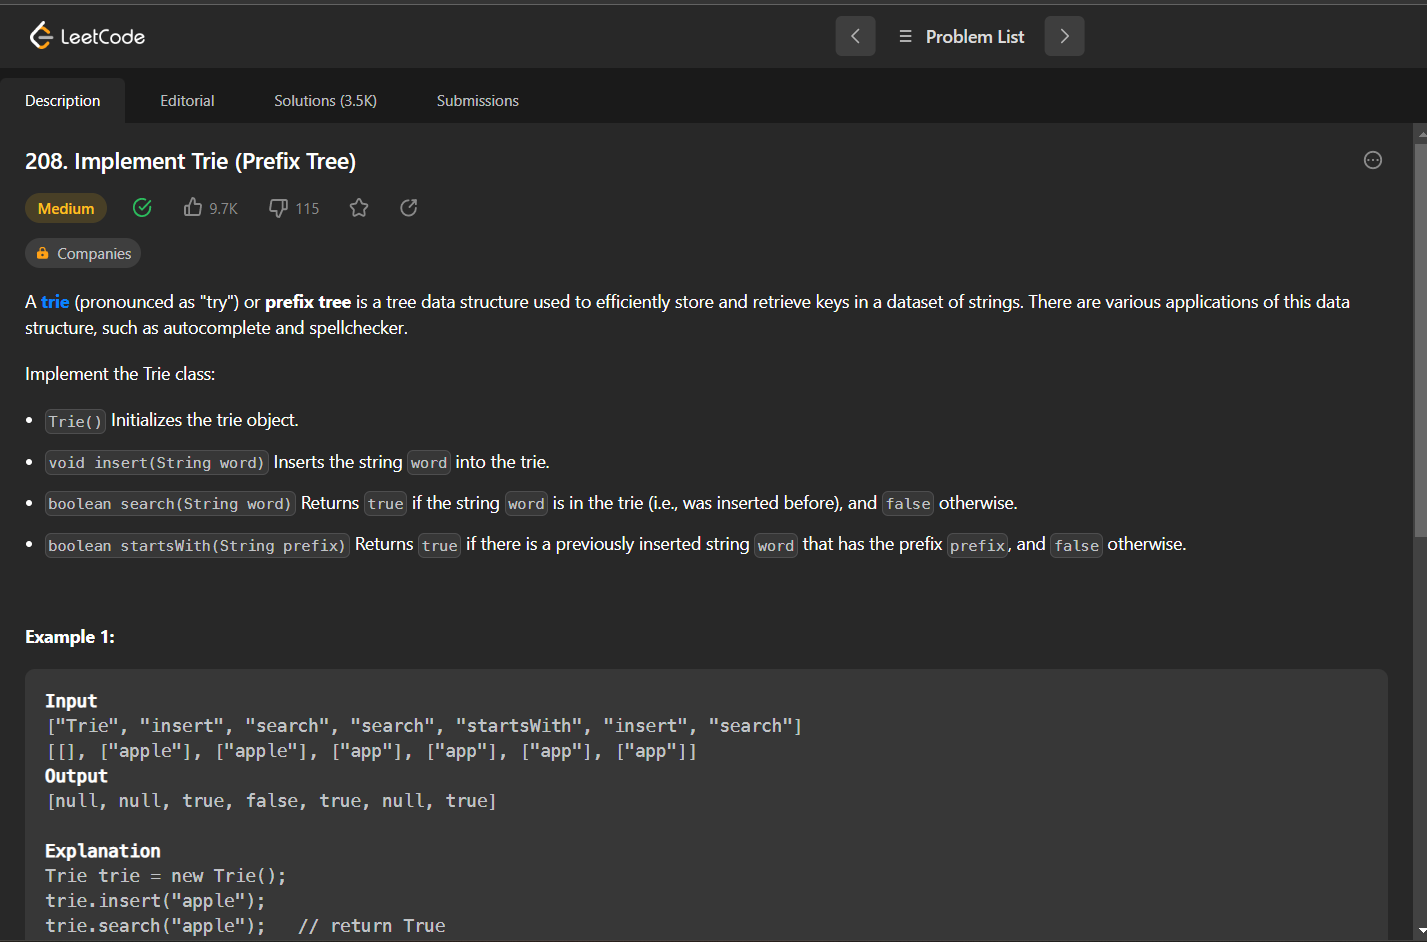 LeetCode
Problem List
Description Editorial Solutions (3.5K) Submissions
208. Implement Trie (Prefix Tree)
Medium 9.7K 115
Companies
A trie (pronounced as "try") or prefix tree is a tree data structure used to efficiently store and retrieve keys in a dataset of strings. There are various applications of this data
structure, such as autocomplete and spellchecker.
Implement the Trie class:
• Trie() Initializes the trie object.
• void insert(String word) Inserts the string word into the trie.
• boolean search(String word) Returns true if the string word is in the trie (i.e., was inserted before), and false otherwise.
• boolean startsWith(String prefix) Returns true if there is a previously inserted string word that has the prefix prefix, and false otherwise.
Example 1:
Input
["Trie", "insert", "search", "search", "startsWith", "insert", "search"]
[[], ["apple"], ["apple"], ["app"], ["app"], ["app"], ["app"]]
Output
[null, null, true, false, true, null, true]
Explanation
Trie trie = new Trie();
trie.insert("apple");
trie.search("apple");   // return True